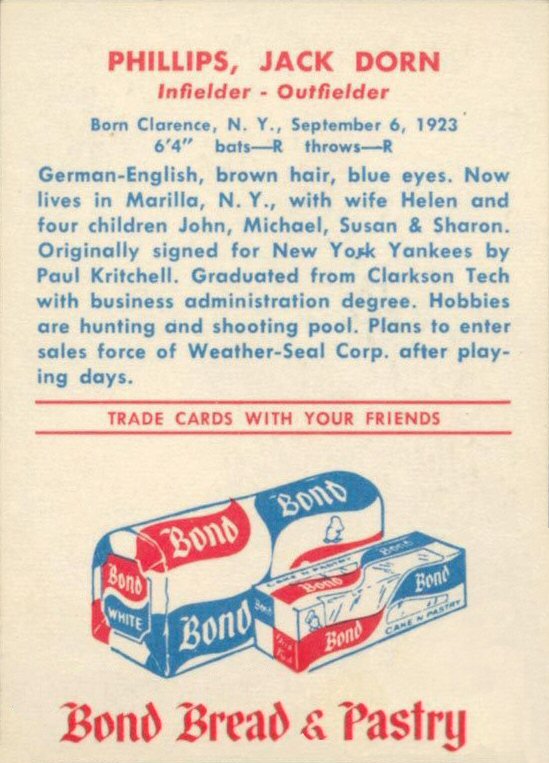 PHILLIPS, JACK DORN
Infielder - Outfielder
Born Clarence, N. Y., September 6, 1923
6'4" bats—R throws—R
German-English, brown hair, blue eyes. Now
lives in Marilla, N. Y., with wife Helen and
four children John, Michael, Susan & Sharon.
Originally signed for New York Yankees by
Paul Kritchell. Graduated from Clarkson Tech
with business administration degree. Hobbies
are hunting and shooting pool. Plans to enter
sales force of Weather-Seal Corp. after play-
ing days.
TRADE CARDS WITH YOUR FRIENDS
Bond
Bond
Bond
WHITE
Bond
CAKE N PASTRY
Bond
Bond
Bond
Bond
CAKE N PASTRY
Bond Bread & Pastry